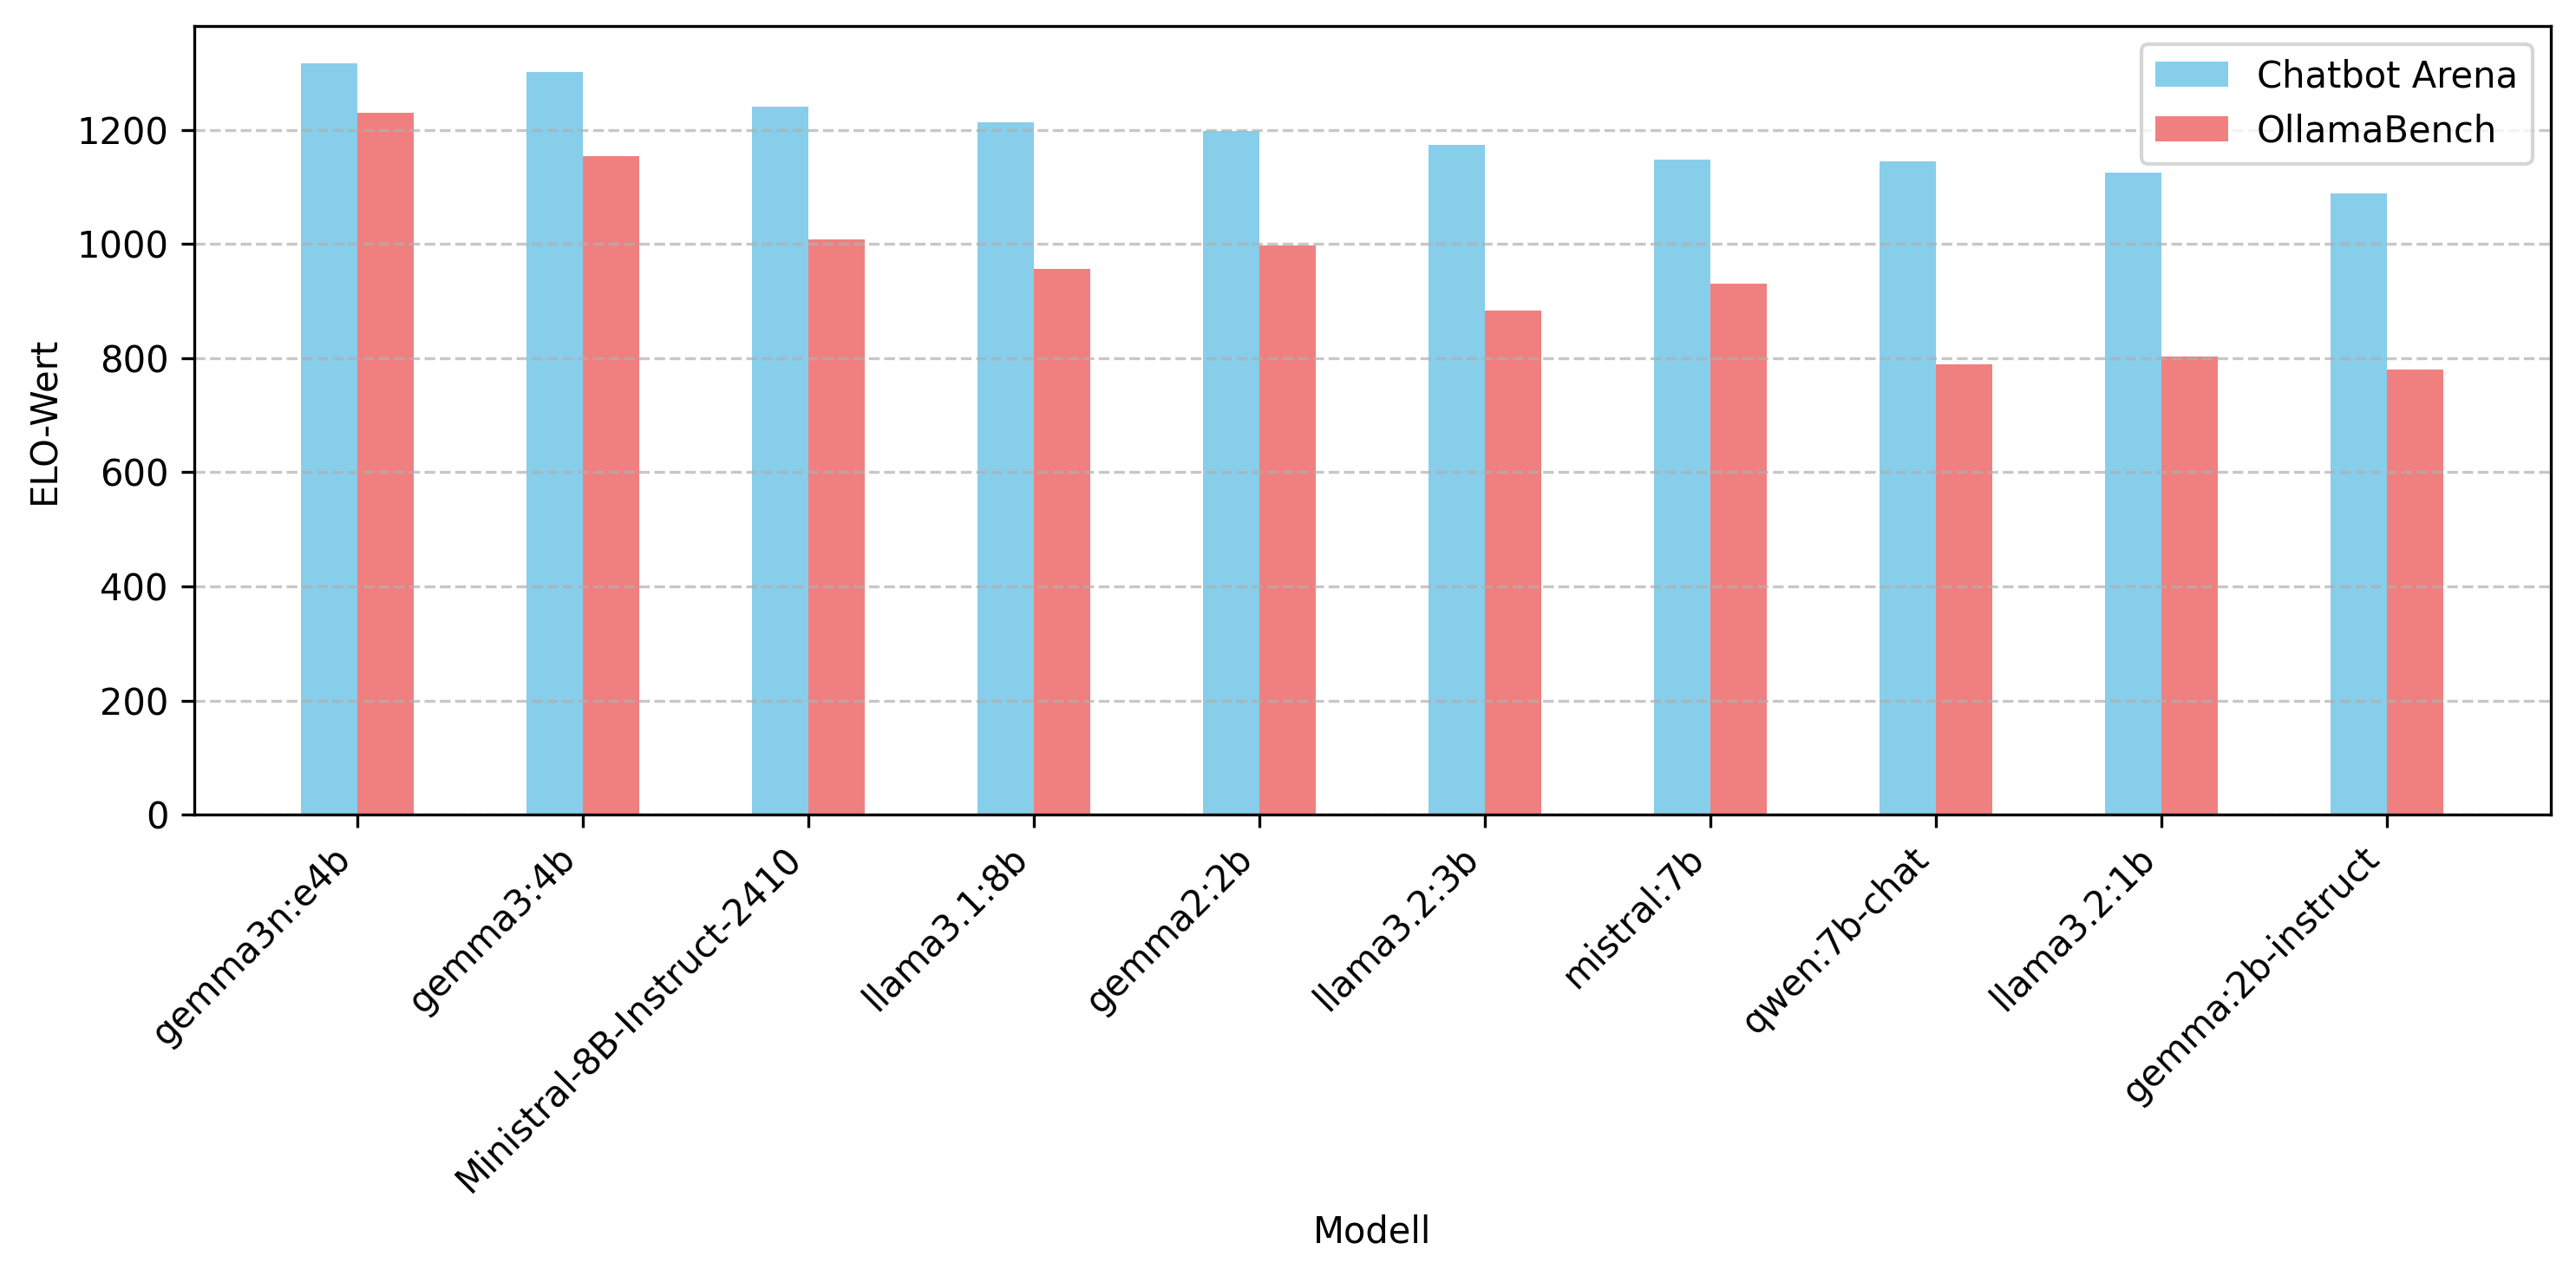 Chatbot Arena
OllamaBench
ELO-Wert
1200
1000
800
600
400
200
0
gemma3n:e4b
gemma3:4b
Ministral-8B-Instruct-2410
llama3.1:8b
gemma2:2b
llama3.2:3b
mistral:7b
qwen:7b-chat
llama3.2:1b
gemma:2b-instruct
Modell